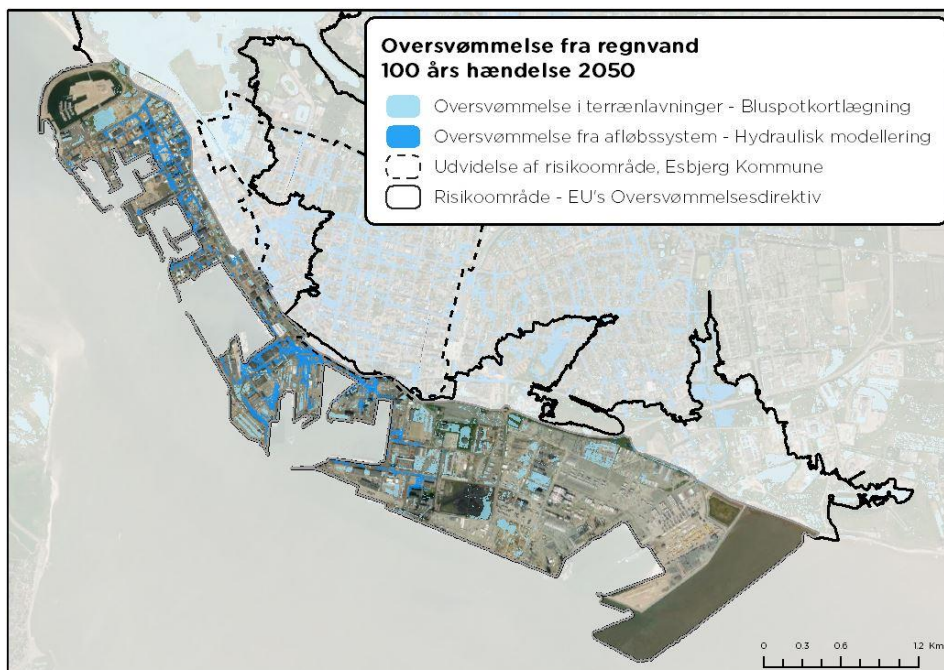 Oversvømmelse fra regnvand
100 års hændelse 2050
Oversvømmelse i terrænlavninger - Bluspotkortlægning
Oversvømmelse fra afløbssystem - Hydraulisk modellering
Udvidelse af risikoområde, Esbjerg Kommune
Risikoområde - EU's Oversvømmelsesdirektiv
0 0.3 0.6 1.2 Km